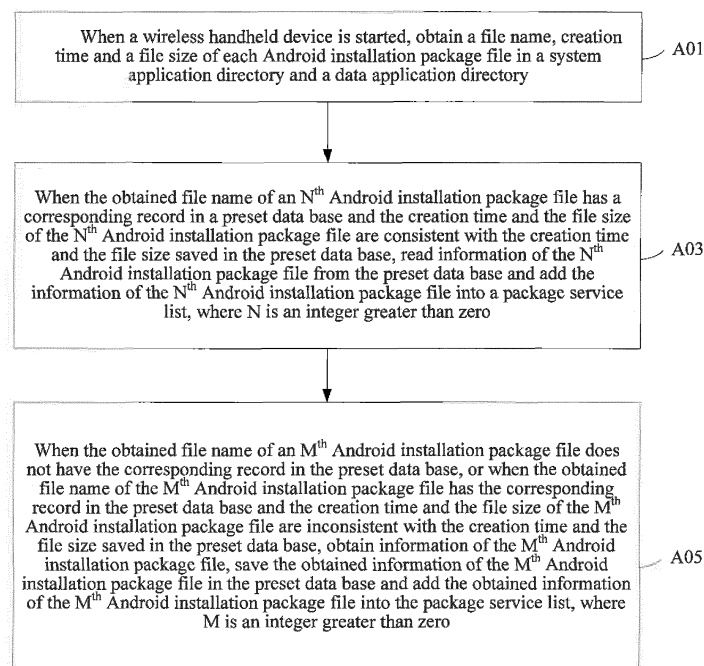 When a wireless handheld device is started, obtain a file name, creation
time and a file size of each Android installation package file in a system
application directory and a data application directory
A01
When the obtained file name of an Nth Android installation package file has a
corresponding record in a preset data base and the creation time and the file size
of the Nth Android installation package file are consistent with the creation time
and the file size saved in the preset data base, read information of the Nth
Android installation package file from the preset data base and add the
information of the Nth Android installation package file into a package service
list, where N is an integer greater than zero
A03
When the obtained file name of an Mth Android installation package file does
not have the corresponding record in the preset data base, or when the obtained
file name of the Mth Android installation package file has the corresponding
record in the preset data base and the creation time and the file size of the Mth
Android installation package file are inconsistent with the creation time and the
file size saved in the preset data base, obtain information of the Mth Android
installation package file, save the obtained information of the Mth Android
installation package file in the preset data base and add the obtained information
of the Mth Android installation package file into the package service list, where
M is an integer greater than zero
A05